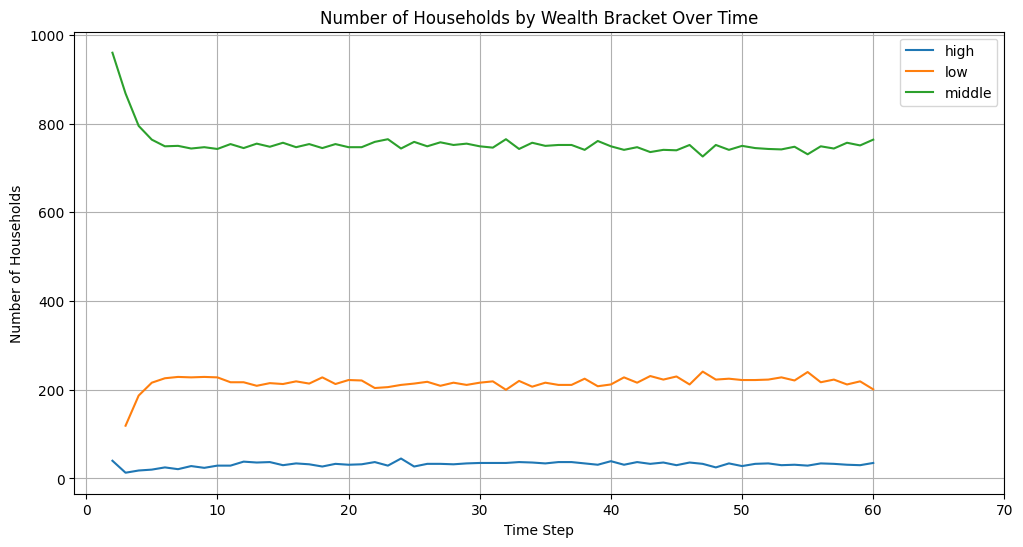 Number of Households by Wealth Bracket Over Time
Number of Households
1000
800
600
400
200
0
high
low
middle
0 10 20 30 40 50 60 70
Time Step